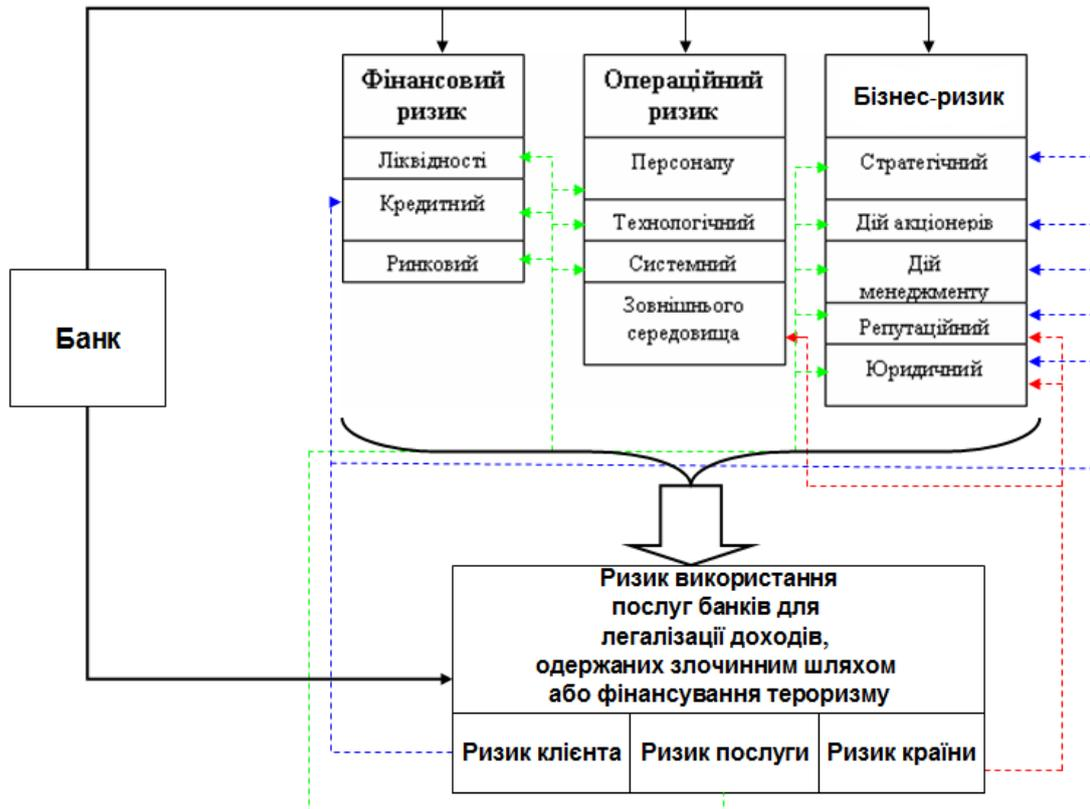 Фінансовий
ризик
Ліквідності
Кредитний
Ринковий
Операційний
ризик
Персоналу
Технологічний
Системний
Зовнішнього
середовища
Бізнес-ризик
Стратегічний
Дій акціонерів
Дій
менеджменту
Репутаційний
Юридичний
Банк
Ризик використання
послуг банків для
легалізації доходів,
одержаних злочинним шляхом
або фінансування тероризму
Ризик клієнта
Ризик послуги
Ризик країни